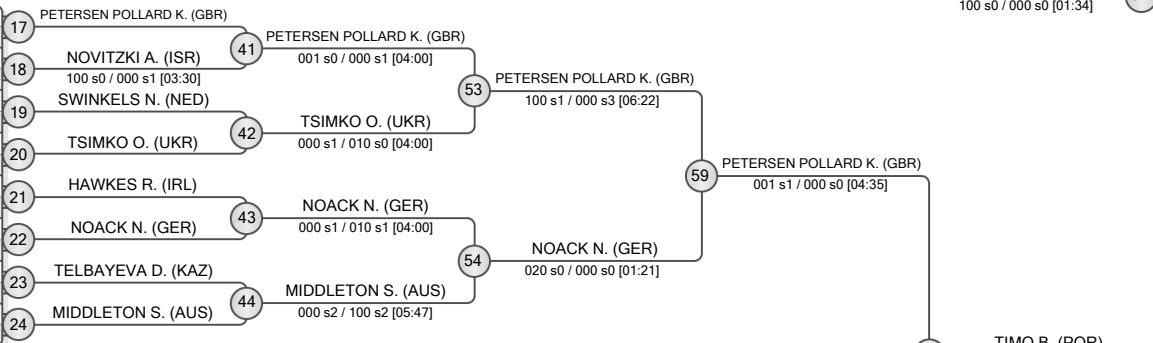 100 s0 / 000 s0 [01:34]
17
PETERSEN POLLARD K. (GBR)
18
NOVITZKI A. (ISR)
100 s0 / 000 s1 [03:30]
41
PETERSEN POLLARD K. (GBR)
001 s0 / 000 s1 [04:00]
19
SWINKELS N. (NED)
20
TSIMKO O. (UKR)
42
TSIMKO O. (UKR)
000 s1 / 010 s0 [04:00]
53
PETERSEN POLLARD K. (GBR)
100 s1 / 000 s3 [06:22]
21
HAWKES R. (IRL)
22
NOACK N. (GER)
43
NOACK N. (GER)
000 s1 / 010 s1 [04:00]
23
TELBAYEVA D. (KAZ)
24
MIDDLETON S. (AUS)
44
MIDDLETON S. (AUS)
000 s2 / 100 s2 [05:47]
54
NOACK N. (GER)
020 s0 / 000 s0 [01:21]
59
PETERSEN POLLARD K. (GBR)
001 s1 / 000 s0 [04:35]
TIMO B. (POR)